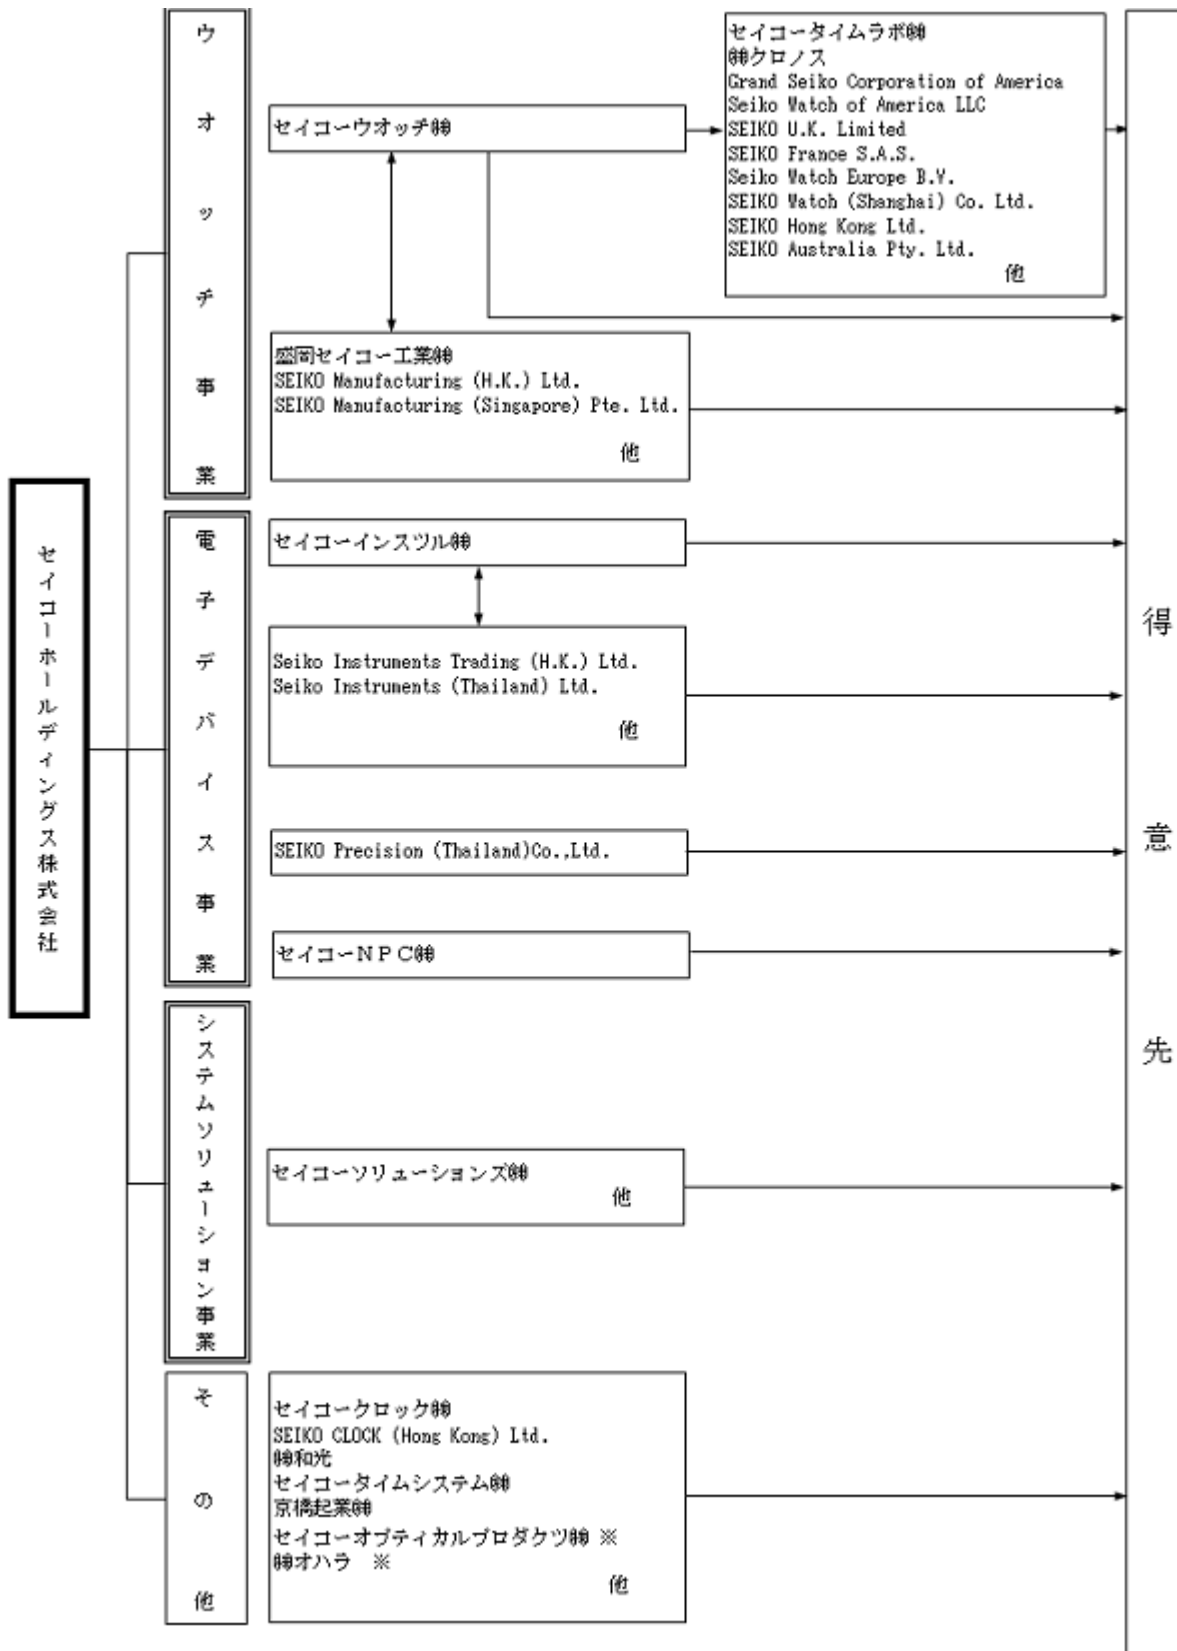 セイコーホールディングス株式会社
ウオッチ事業
セイコーウオッチ㈱
セイコータイムラボ㈱
㈱クロノス
Grand Seiko Corporation of America
Seiko Watch of America LLC
SEIKO U.K. Limited
SEIKO France S.A.S.
Seiko Watch Europe B.V.
SEIKO Watch (Shanghai) Co. Ltd.
SEIKO Hong Kong Ltd.
SEIKO Australia Pty. Ltd.
他
盛岡セイコー工業㈱
SEIKO Manufacturing (H.K.) Ltd.
SEIKO Manufacturing (Singapore) Pte. Ltd.
他
電子デバイス事業
セイコーインスツル㈱
Seiko Instruments Trading (H.K.) Ltd.
Seiko Instruments (Thailand) Ltd.
他
SEIKO Precision (Thailand)Co.,Ltd.
セイコーＮＰＣ㈱
システムソリューション事業
セイコーソリューションズ㈱
他
その他
セイコークロック㈱
SEIKO CLOCK (Hong Kong) Ltd.
㈱和光
セイコータイムシステム㈱
京橋起業㈱
セイコーオプティカルプロダクツ㈱ ※
㈱オハラ ※
他
得意先